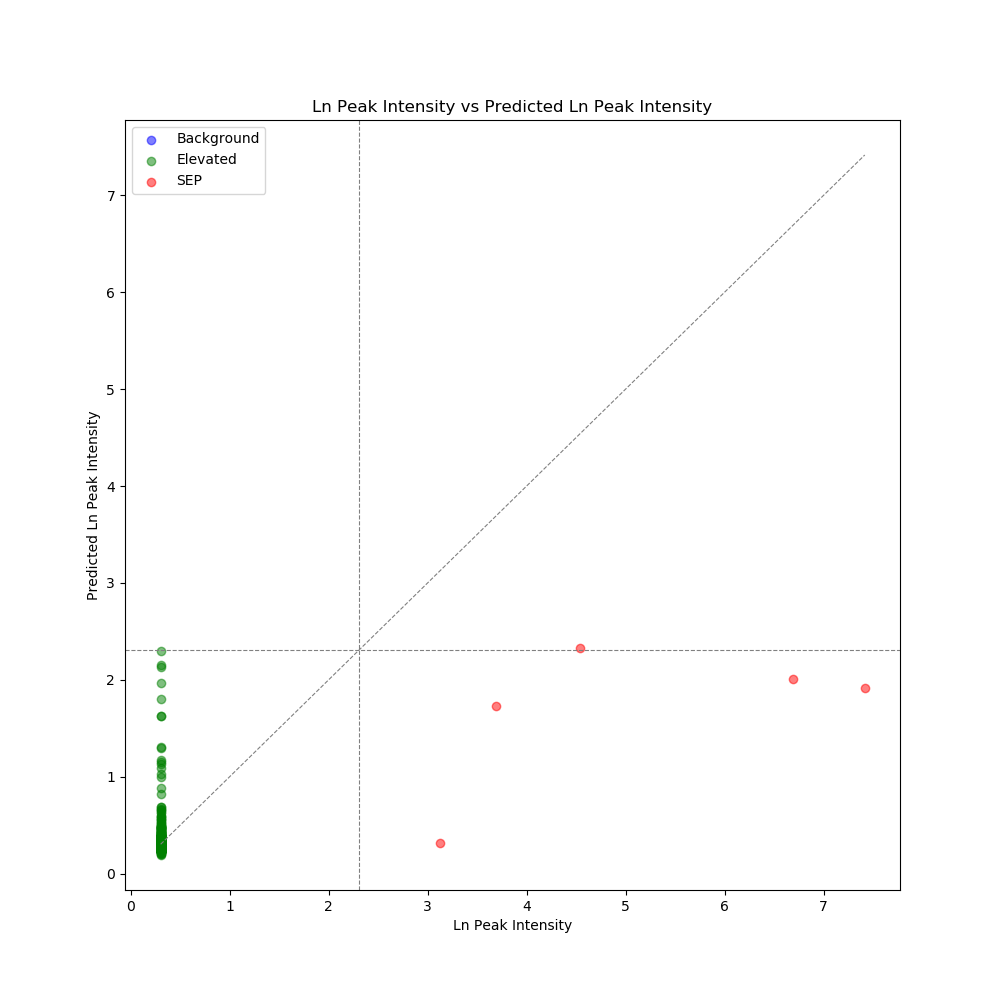 Ln Peak Intensity vs Predicted Ln Peak Intensity
Background
Elevated
SEP
7
6
5
4
3
2
1
0
Predicted Ln Peak Intensity
0 1 2 3 4 5 6 7
Ln Peak Intensity